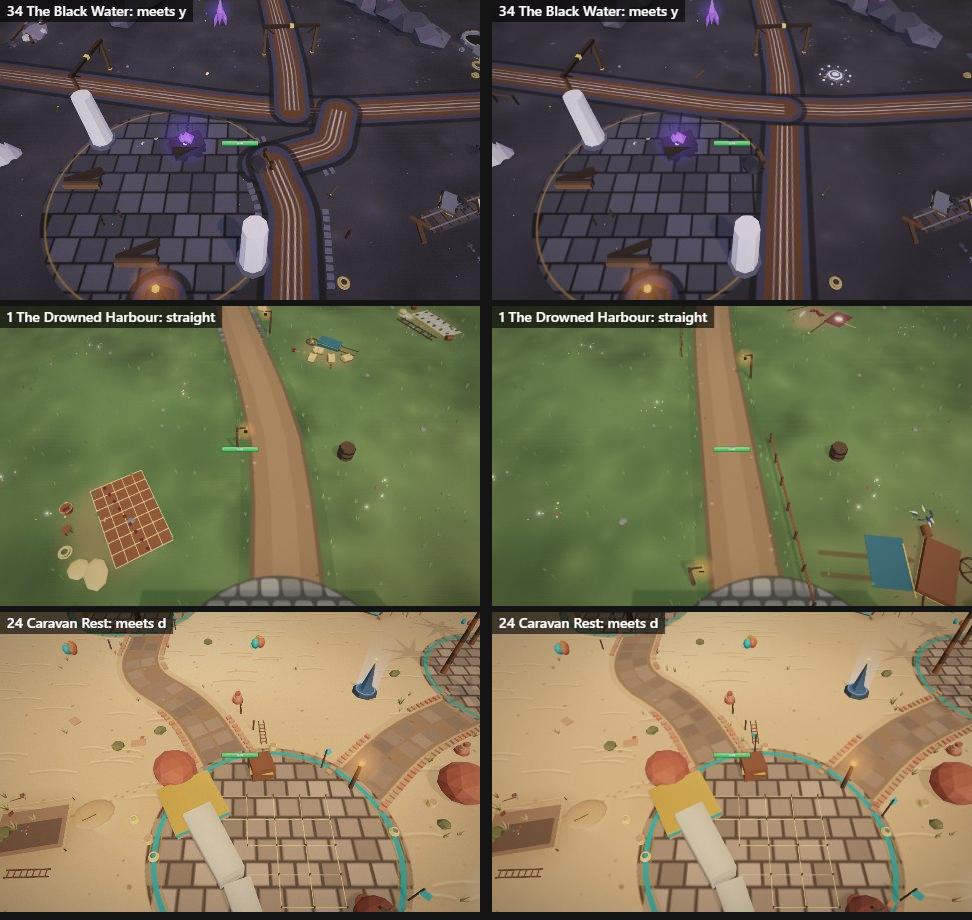 34 The Black Water: meets y
34 The Black Water: meets y
1 The Drowned Harbour: straight
1 The Drowned Harbour: straight
24 Caravan Rest: meets d
24 Caravan Rest: meets d